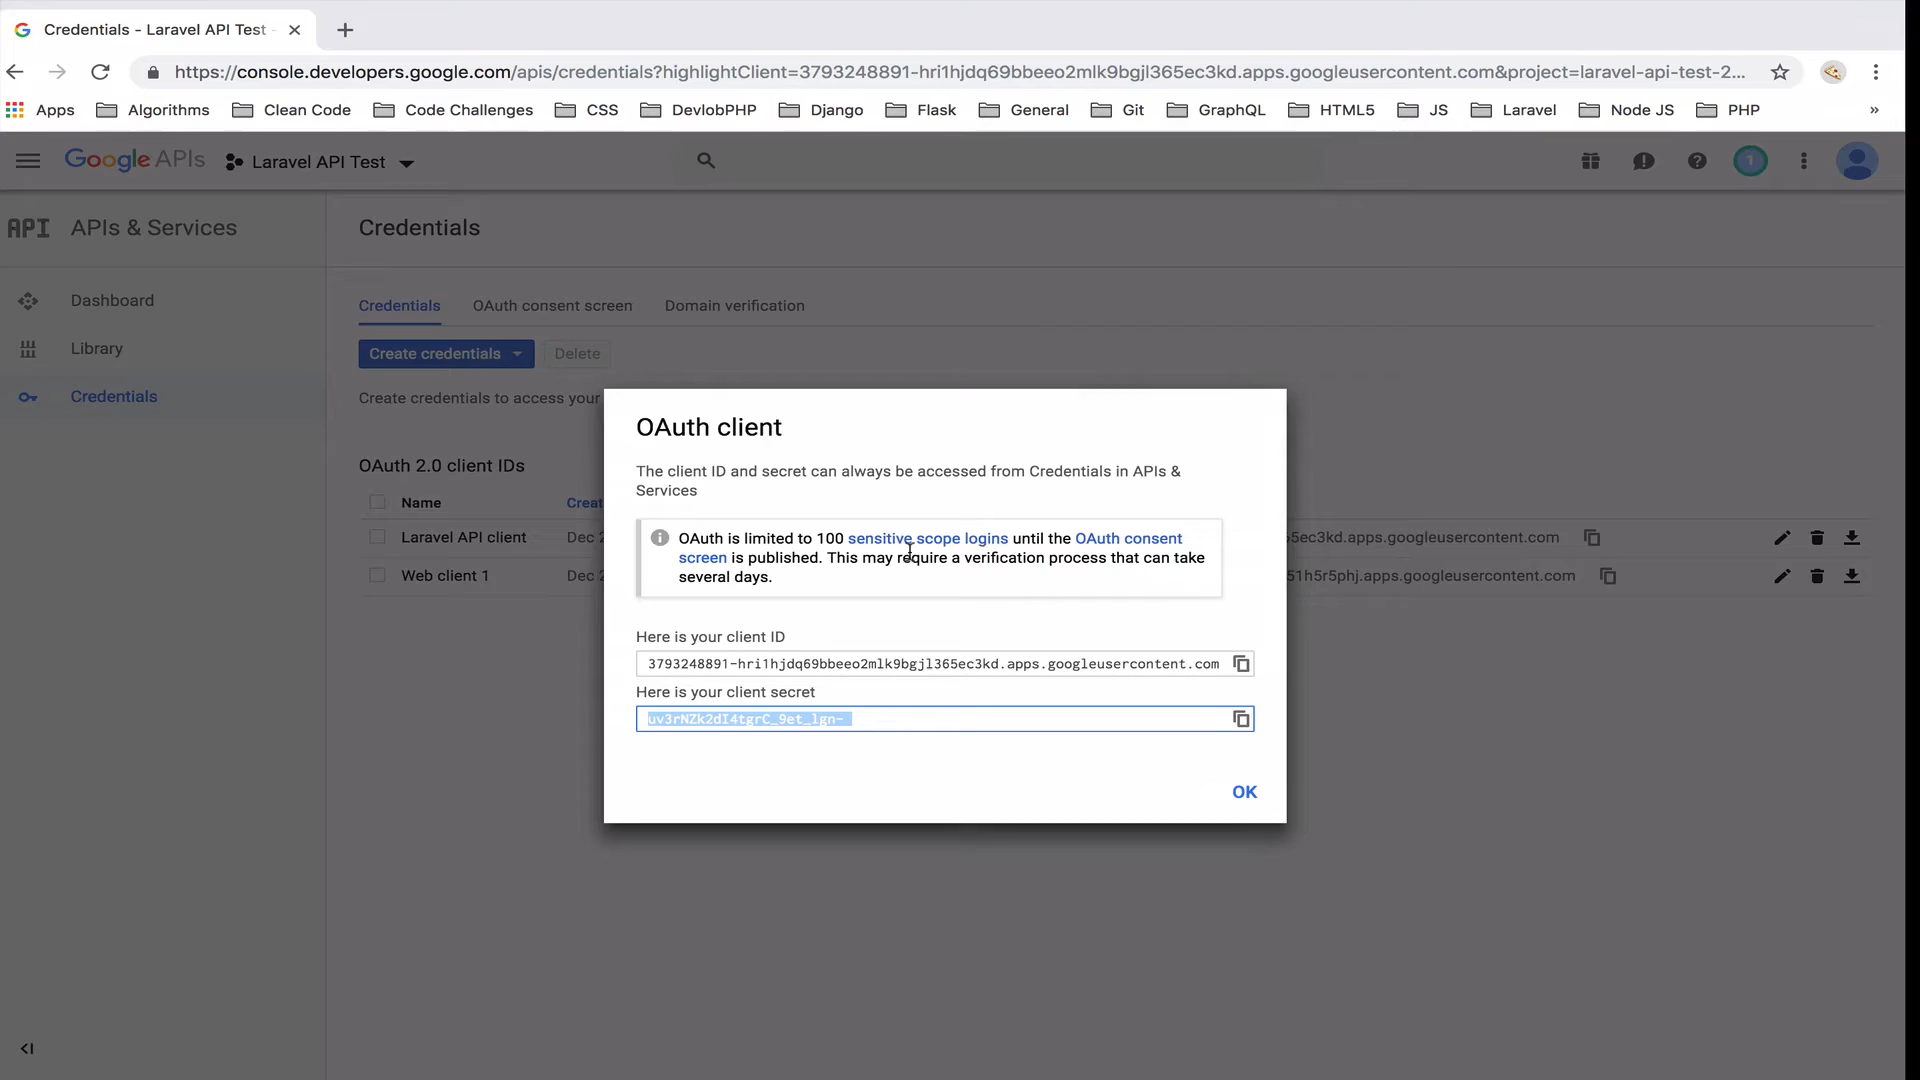 Credentials - Laravel API Test -
https://console.developers.google.com/apis/credentials?highlightClient=3793248891-hri1hjdq69bbeeo2mlk9bgjl365ec3kd.apps.googleusercontent.com&project=laravel-api-test-2...
Apps Algorithms Clean Code Code Challenges CSS DevlobPHP Django Flask General Git GraphQL HTML5 JS Laravel Node JS PHP »
Google APIs Laravel API Test 1
API APIs & Services
Credentials
Dashboard
Library
Credentials
Credentials OAuth consent screen Domain verification
Create credentials Delete
Create credentials to access your
OAuth 2.0 client IDs
Name Creat
Laravel API client Dec 2 5ec3kd.apps.googleusercontent.com
Web client 1 Dec 2 51h5r5phj.apps.googleusercontent.com
OAuth client
The client ID and secret can always be accessed from Credentials in APIs &
Services
OAuth is limited to 100 sensitive scope logins until the OAuth consent
screen is published. This may require a verification process that can take
several days.
Here is your client ID
3793248891-hri1hjdq69bbeeo2mlk9bgjl365ec3kd.apps.googleusercontent.com
Here is your client secret
uv3rNZk2dI4tgrC_9et_lgn-
OK